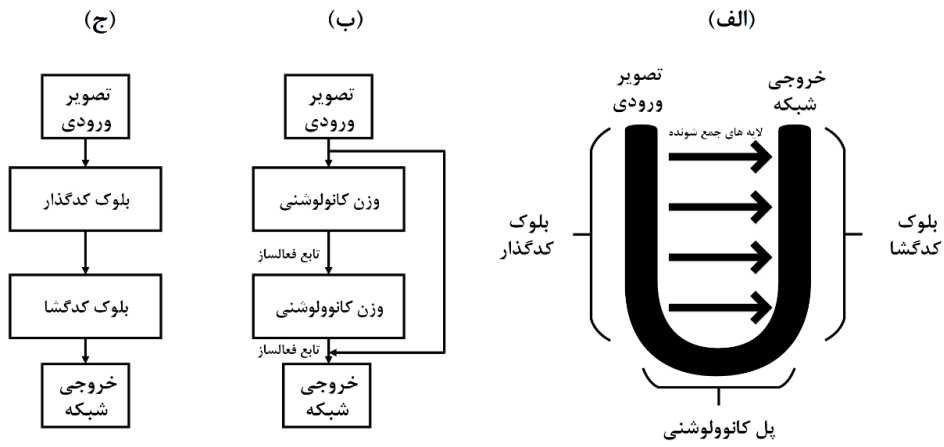 (الف)
تصویر
ورودی
خروجی
شبکه
لایه های جمع شونده
بلوک
کدگشا
بلوک
کدگذار
پل کانوولوشنی
(ب)
تصویر
ورودی
وزن کانولوشنی
تابع فعالساز
وزن کانوولوشنی
تابع فعالساز
خروجی
شبکه
(ج)
تصویر
ورودی
بلوک کدگذار
بلوک کدگشا
خروجی
شبکه